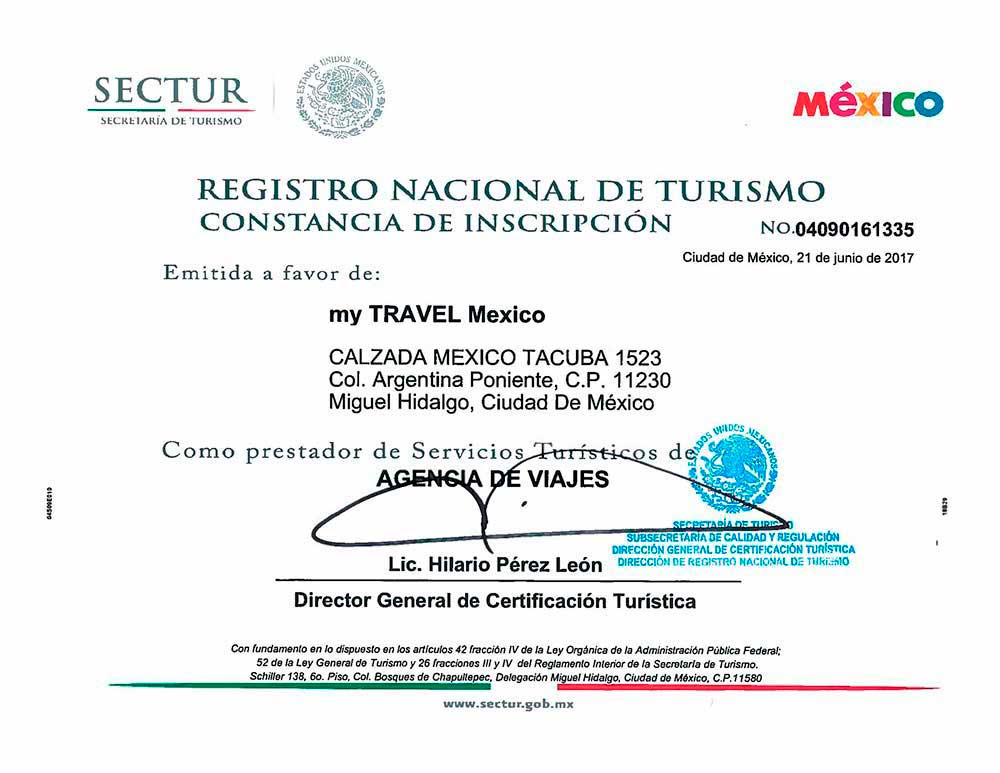 SECTUR
SECRETARÍA DE TURISMO
ESTADOS UNIDOS MEXICANOS
MéxICO
REGISTRO NACIONAL DE TURISMO
CONSTANCIA DE INSCRIPCIÓN
NO.04090161335
Ciudad de México, 21 de junio de 2017
Emitida a favor de:
my TRAVEL Mexico
CALZADA MEXICO TACUBA 1523
Col. Argentina Poniente, C.P. 11230
Miguel Hidalgo, Ciudad De México
Como prestador de Servicios Turísticos de
ESTADOS UNIDOS MEXICANOS
AGENCIA DE VIAJES
04509E010
18B29
SECRETARÍA DE TURISMO
SUBSECRETARÍA DE CALIDAD Y REGULACIÓN
DIRECCIÓN GENERAL DE CERTIFICACIÓN TURÍSTICA
DIRECCIÓN DE REGISTRO NACIONAL DE TURISMO
Lic. Hilario Pérez León
Director General de Certificación Turística
Con fundamento en lo dispuesto en los artículos 42 fracción IV de la Ley Orgánica de la Administración Pública Federal;
52 de la Ley General de Turismo y 26 fracciones III y IV del Reglamento Interior de la Secretaría de Turismo.
Schiller 138, 6o. Piso, Col. Bosques de Chapultepec, Delegación Miguel Hidalgo, Ciudad de México, C.P.11580
www.sectur.gob.mx